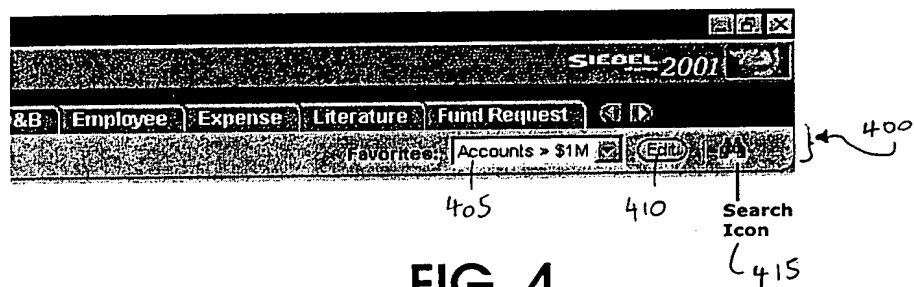 SIEBEL 2001
&B Employee Expense Literature Fund Request
Favorites: Accounts > $1M Edit
400
405
410
Search
Icon
415
FIG. 4